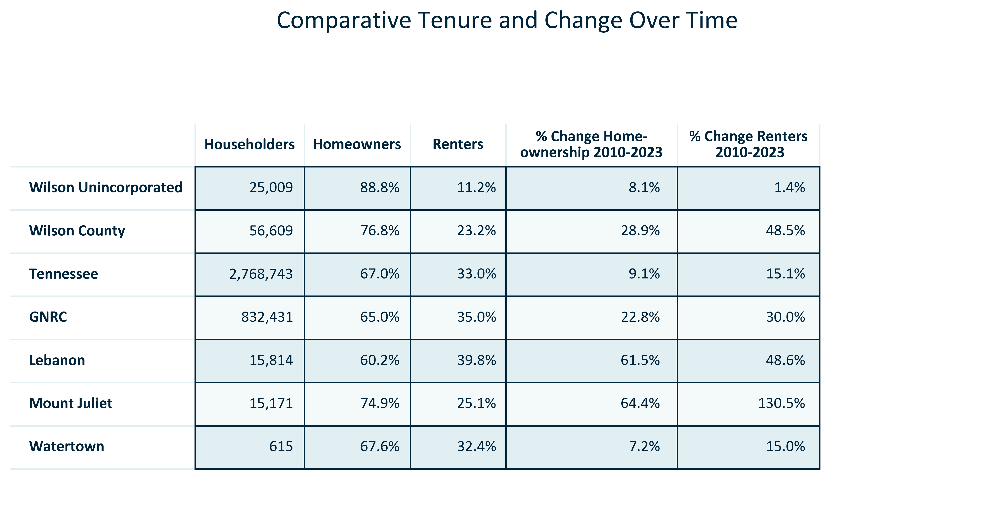 Comparative Tenure and Change Over Time
Householders Homeowners Renters % Change Home-
ownership 2010-2023 % Change Renters
2010-2023
Wilson Unincorporated 25,009 88.8% 11.2% 8.1% 1.4%
Wilson County 56,609 76.8% 23.2% 28.9% 48.5%
Tennessee 2,768,743 67.0% 33.0% 9.1% 15.1%
GNRC 832,431 65.0% 35.0% 22.8% 30.0%
Lebanon 15,814 60.2% 39.8% 61.5% 48.6%
Mount Juliet 15,171 74.9% 25.1% 64.4% 130.5%
Watertown 615 67.6% 32.4% 7.2% 15.0%